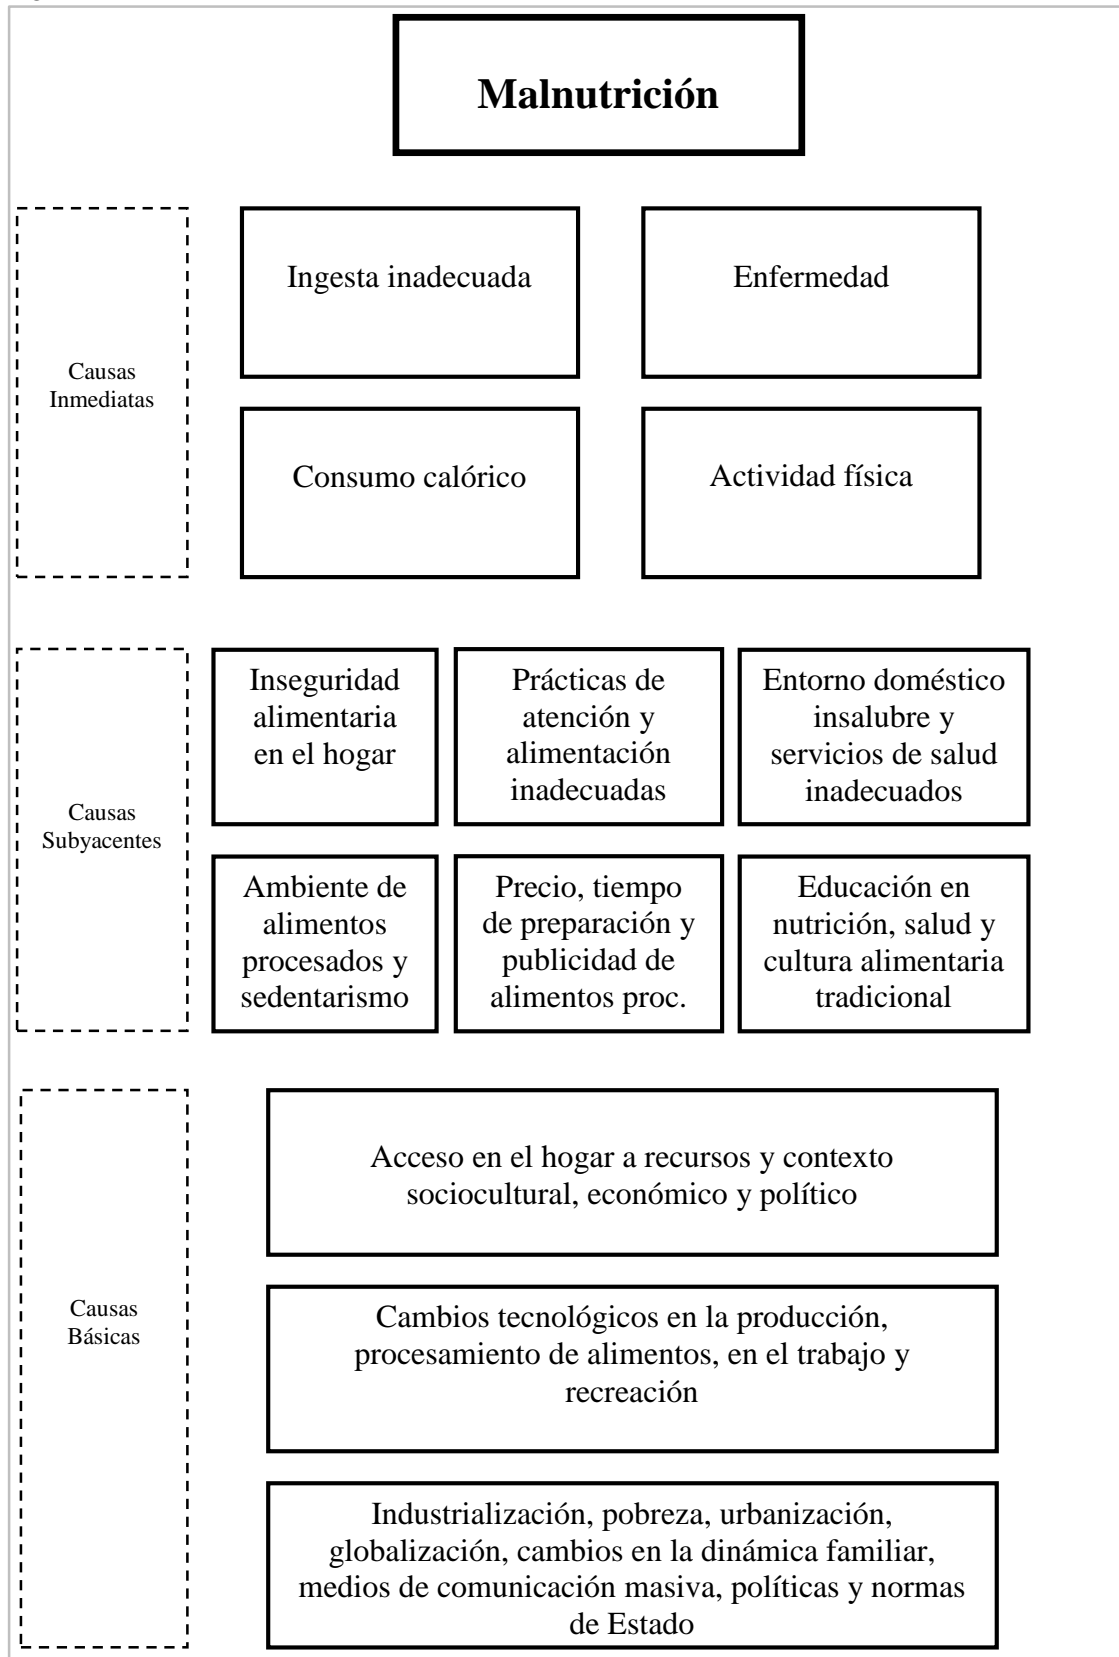 Malnutrición
Causas
Inmediatas
Ingesta inadecuada
Enfermedad
Consumo calórico
Actividad física
Causas
Subyacentes
Inseguridad
alimentaria
en el hogar
Prácticas de
atención y
alimentación
inadecuadas
Entorno doméstico
insalubre y
servicios de salud
inadecuados
Ambiente de
alimentos
procesados y
sedentarismo
Precio, tiempo
de preparación y
publicidad de
alimentos proc.
Educación en
nutrición, salud y
cultura alimentaria
tradicional
Causas
Básicas
Acceso en el hogar a recursos y contexto
sociocultural, económico y político
Cambios tecnológicos en la producción,
procesamiento de alimentos, en el trabajo y
recreación
Industrialización, pobreza, urbanización,
globalización, cambios en la dinámica familiar,
medios de comunicación masiva, políticas y normas
de Estado